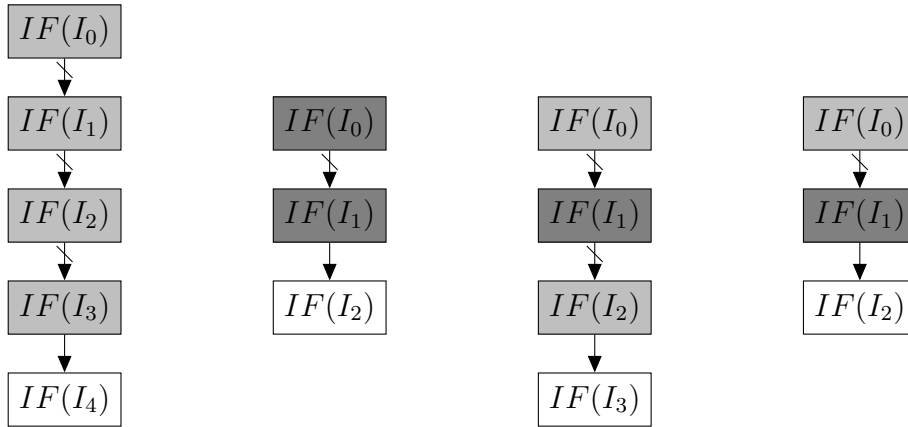 IF(I₀)
IF(I₁)
IF(I₂)
IF(I₃)
IF(I₄)
IF(I₀)
IF(I₁)
IF(I₂)
IF(I₀)
IF(I₁)
IF(I₂)
IF(I₃)
IF(I₀)
IF(I₁)
IF(I₂)